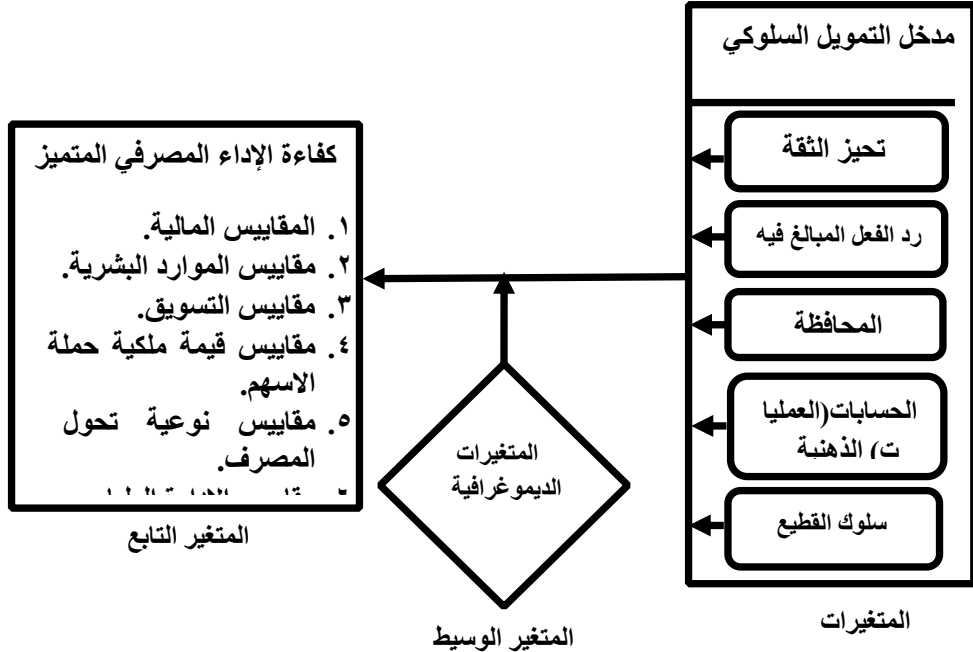 مدخل التمويل السلوكي
تحيز الثقة
رد الفعل المبالغ فيه
المحافظة
الحسابات(العمليا
ت) الذهنية
سلوك القطيع
المتغيرات
كفاءة الإداء المصرفي المتميز
١. المقاييس المالية.
٢. مقاييس الموارد البشرية.
٣. مقاييس التسويق.
٤. مقاييس قيمة ملكية حملة
الاسهم.
٥. مقاييس نوعية تحول
المصرف.
المتغير التابع
المتغيرات
الديموغرافية
المتغير الوسيط